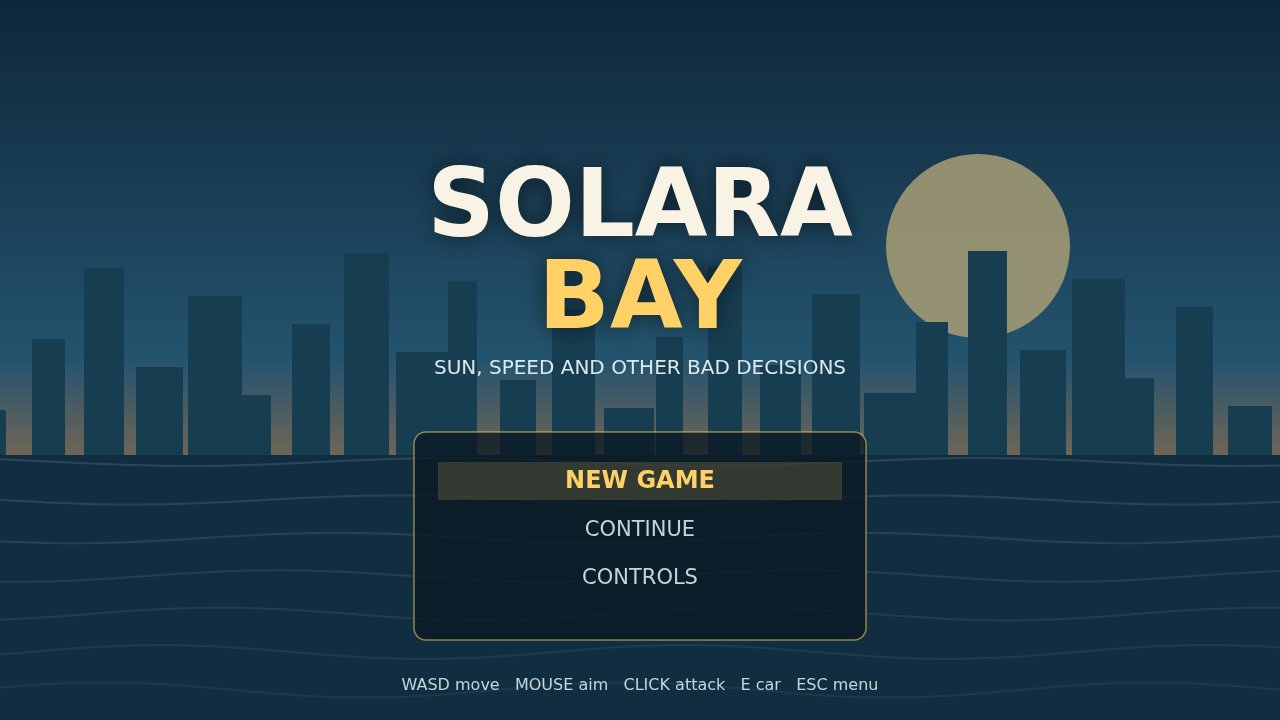 SOLARA
BAY
SUN, SPEED AND OTHER BAD DECISIONS
NEW GAME
CONTINUE
CONTROLS
WASD move MOUSE aim CLICK attack E car ESC menu